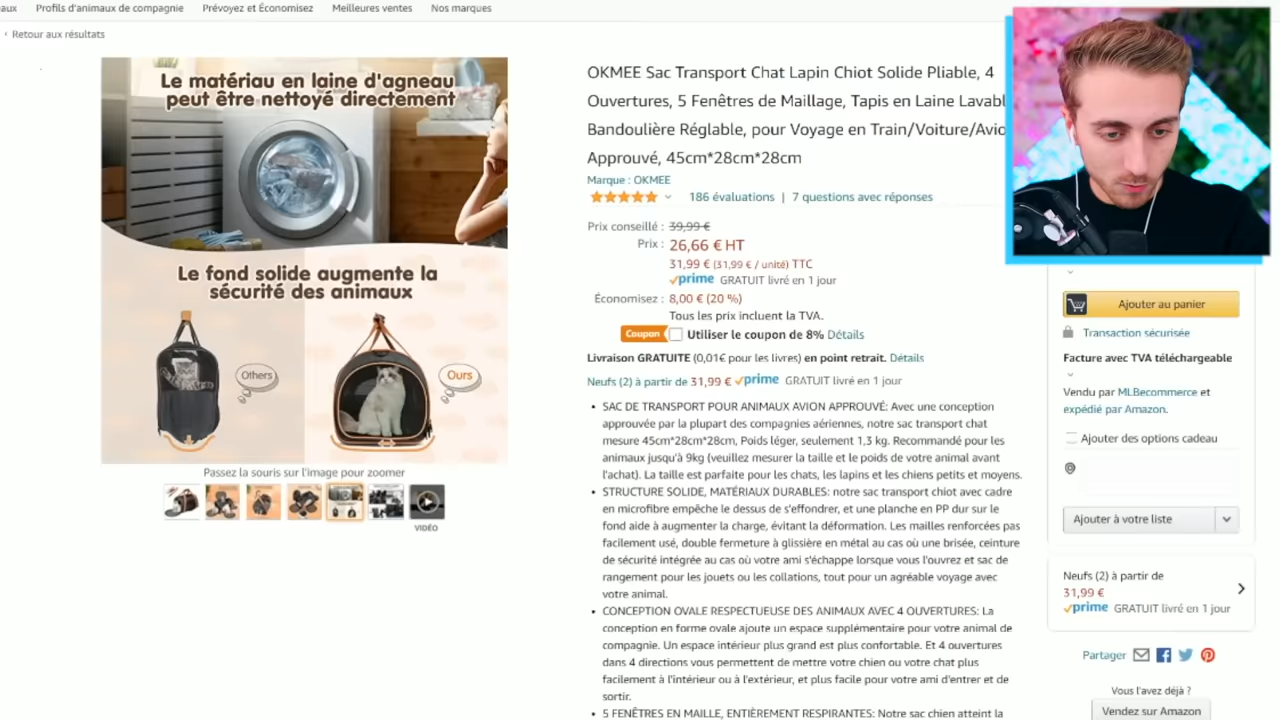 aux Profils d'animaux de compagnie Prévoyez et Économisez Meilleures ventes Nos marques
‹ Retour aux résultats
Le matériau en laine d'agneau
peut être nettoyé directement
Le fond solide augmente la
sécurité des animaux
Others
Ours
Passez la souris sur l'image pour zoomer
VIDÉO
OKMEE Sac Transport Chat Lapin Chiot Solide Pliable, 4
Ouvertures, 5 Fenêtres de Maillage, Tapis en Laine Lavabl
Bandoulière Réglable, pour Voyage en Train/Voiture/Avio
Approuvé, 45cm*28cm*28cm
Marque : OKMEE
186 évaluations | 7 questions avec réponses
Prix conseillé : 39,99 €
Prix : 26,66 € HT
31,99 € (31,99 € / unité) TTC
prime GRATUIT livré en 1 jour
Économisez : 8,00 € (20 %)
Tous les prix incluent la TVA.
Coupon Utiliser le coupon de 8% Détails
Livraison GRATUITE (0,01€ pour les livres) en point retrait. Détails
Neufs (2) à partir de 31,99 € prime GRATUIT livré en 1 jour
• SAC DE TRANSPORT POUR ANIMAUX AVION APPROUVÉ: Avec une conception
approuvée par la plupart des compagnies aériennes, notre sac transport chat
mesure 45cm*28cm*28cm, Poids léger, seulement 1,3 kg. Recommandé pour les
animaux jusqu'à 9kg (veuillez mesurer la taille et le poids de votre animal avant
l'achat). La taille est parfaite pour les chats, les lapins et les chiens petits et moyens.
• STRUCTURE SOLIDE, MATÉRIAUX DURABLES: notre sac transport chiot avec cadre
en microfibre empêche le dessus de s'effondrer, et une planche en PP dur sur le
fond aide à augmenter la charge, évitant la déformation. Les mailles renforcées pas
facilement usé, double fermeture à glissière en métal au cas où une brisée, ceinture
de sécurité intégrée au cas où votre ami s'échappe lorsque vous l'ouvrez et sac de
rangement pour les jouets ou les collations, tout pour un agréable voyage avec
votre animal.
• CONCEPTION OVALE RESPECTUEUSE DES ANIMAUX AVEC 4 OUVERTURES: La
conception en forme ovale ajoute un espace supplémentaire pour votre animal de
compagnie. Un espace intérieur plus grand est plus confortable. Et 4 ouvertures
dans 4 directions vous permettent de mettre votre chien ou votre chat plus
facilement à l'intérieur ou à l'extérieur, et plus facile pour votre ami d'entrer et de
sortir.
• 5 FENÊTRES EN MAILLE, ENTIÈREMENT RESPIRANTES: Notre sac chien atteint la
Ajouter au panier
Transaction sécurisée
Facture avec TVA téléchargeable
Vendu par MLBecommerce et
expédié par Amazon.
Ajouter des options cadeau
Ajouter à votre liste
Neufs (2) à partir de
31,99 €
prime GRATUIT livré en 1 jour
Partager
Vous l'avez déjà ?
Vendez sur Amazon